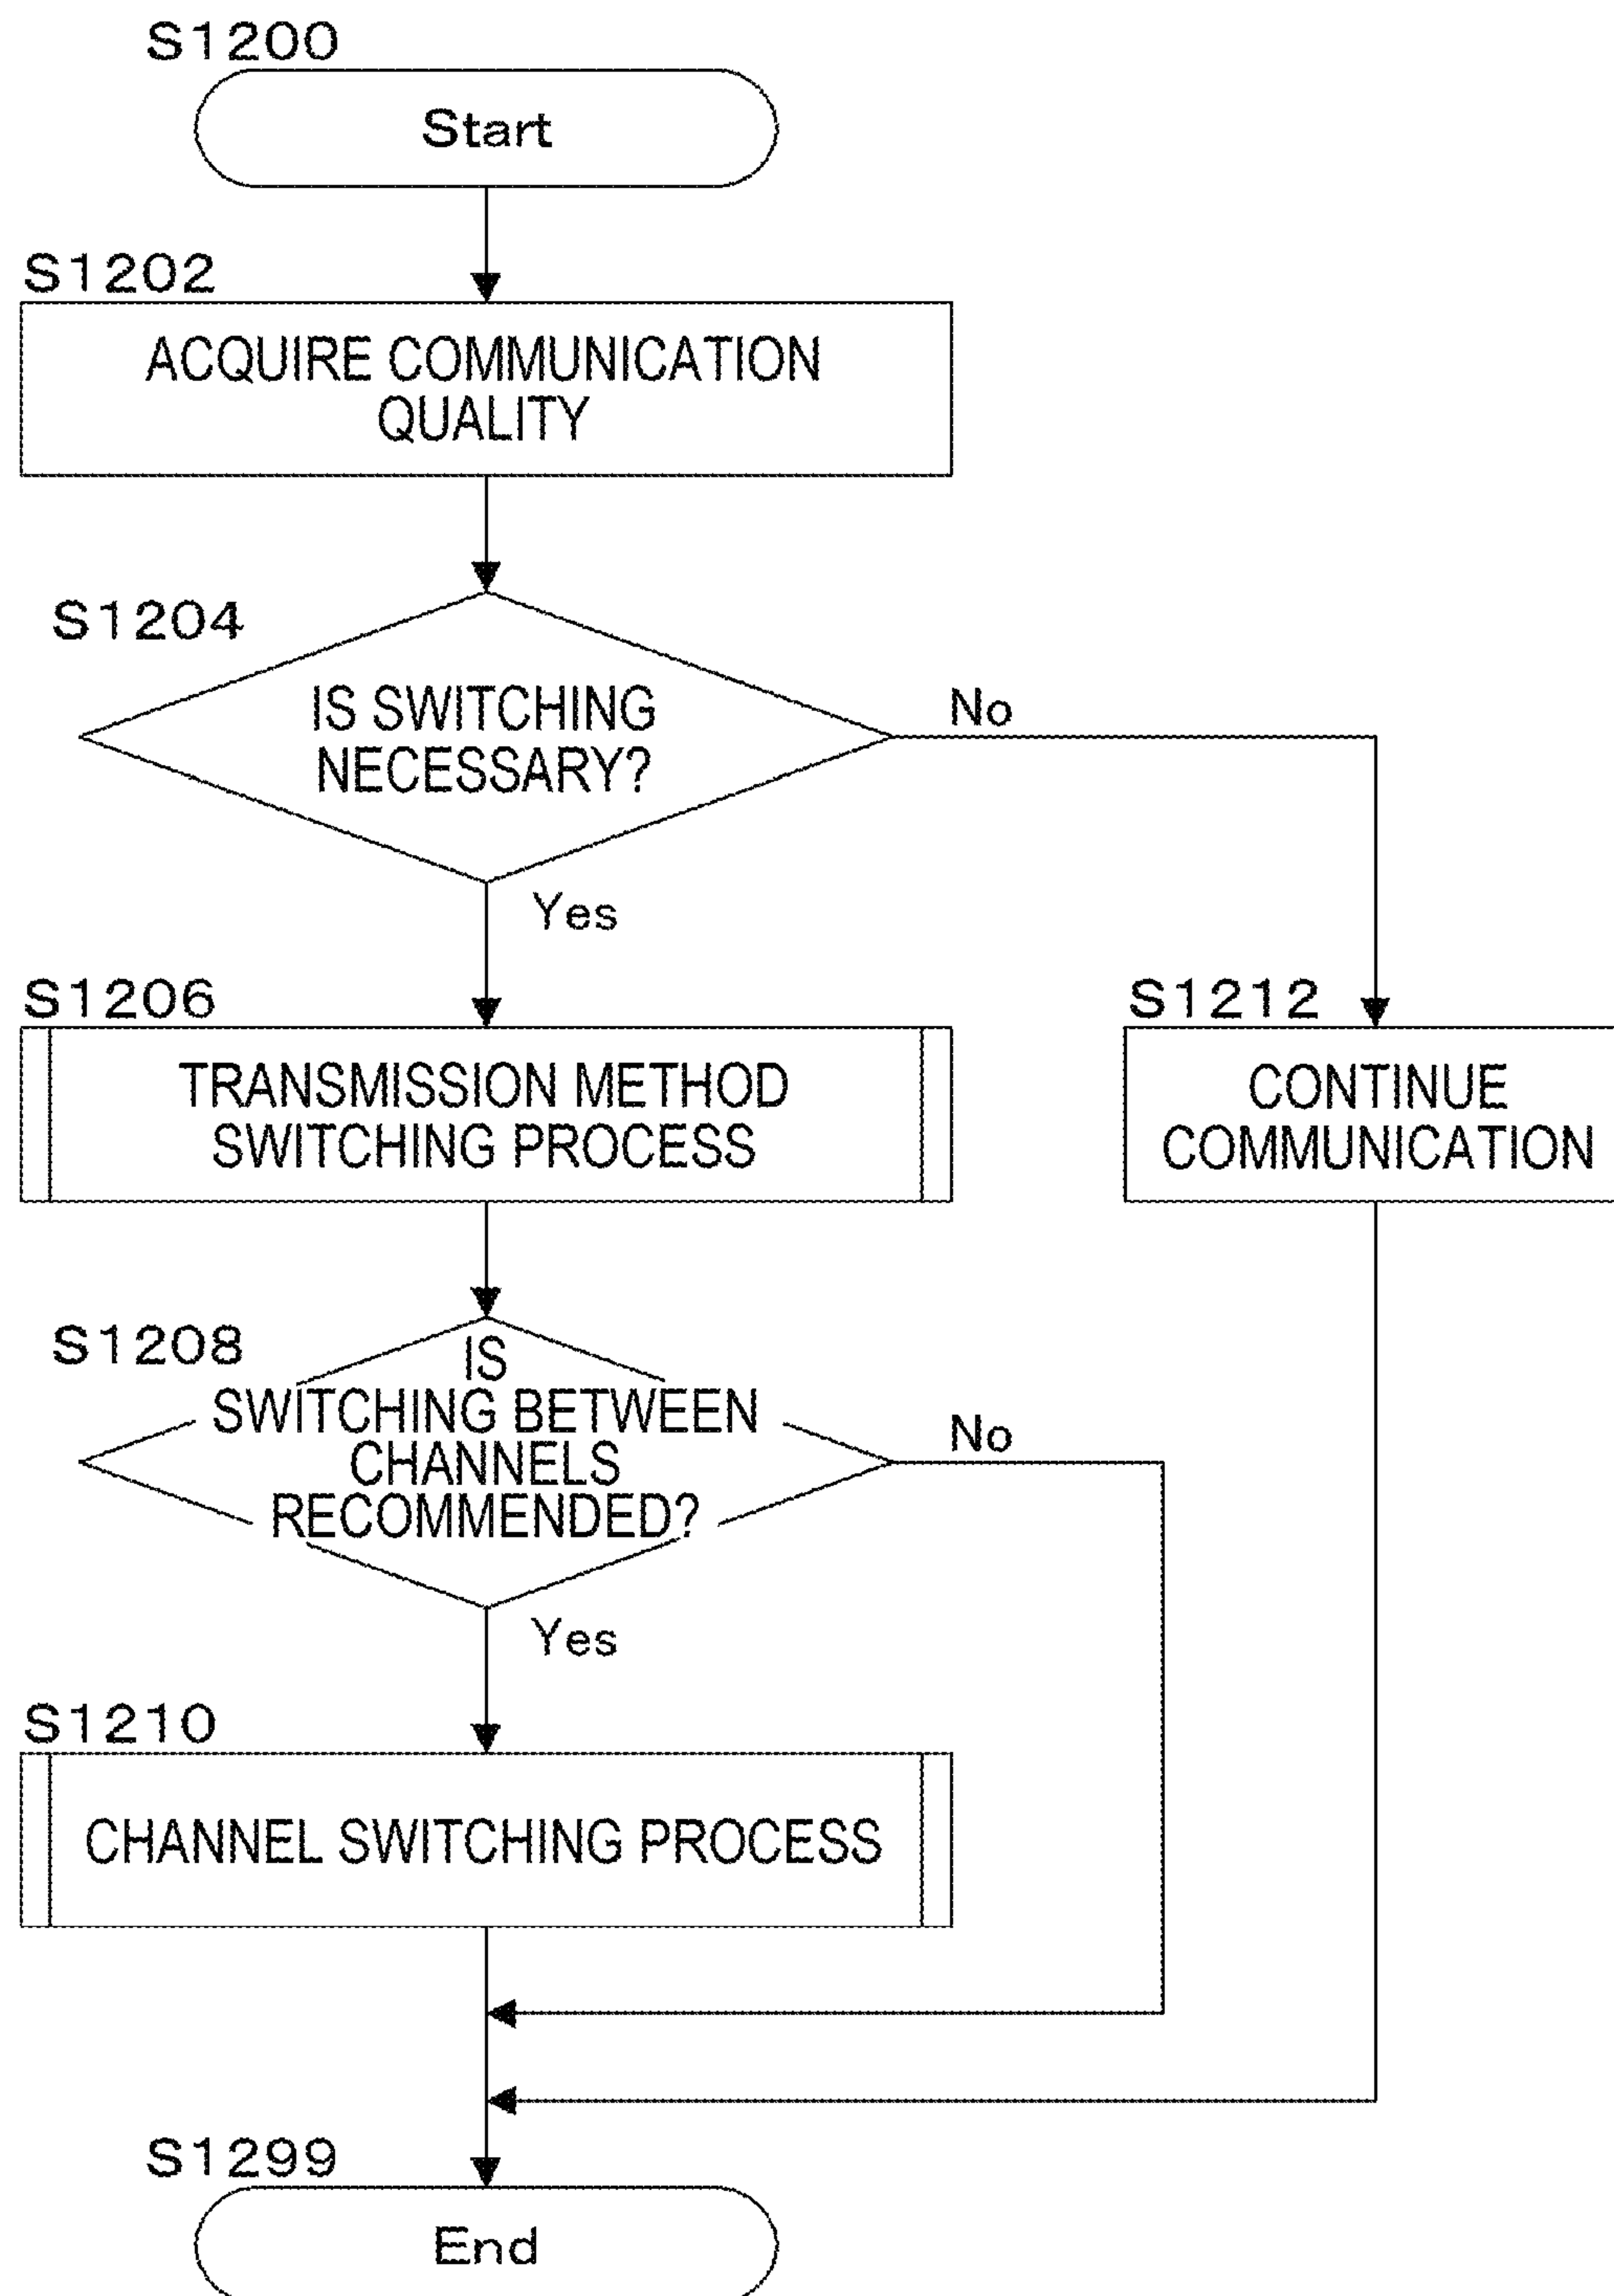 S1200
Start
S1202
ACQUIRE COMMUNICATION
QUALITY
S1204
IS SWITCHING
NECESSARY?
No
Yes
S1206
TRANSMISSION METHOD
SWITCHING PROCESS
S1212
CONTINUE
COMMUNICATION
S1208
IS
SWITCHING BETWEEN
CHANNELS
RECOMMENDED?
No
Yes
S1210
CHANNEL SWITCHING PROCESS
S1299
End